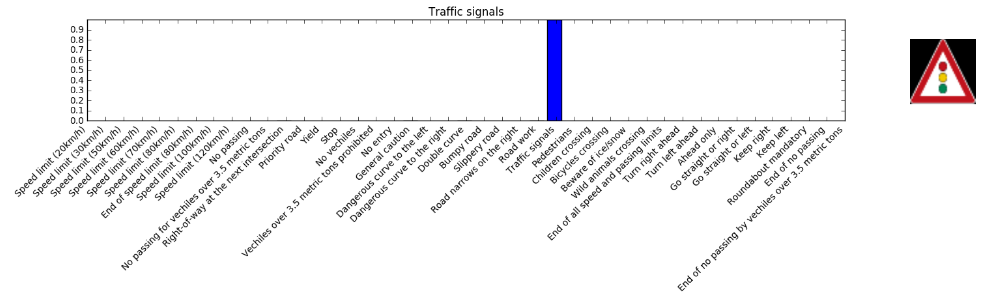 Traffic signals
0.9
0.8
0.7
0.6
0.5
0.4
0.3
0.2
0.1
0.0
Speed limit (20km/h)
Speed limit (30km/h)
Speed limit (50km/h)
Speed limit (60km/h)
Speed limit (70km/h)
Speed limit (80km/h)
End of speed limit (80km/h)
Speed limit (100km/h)
Speed limit (120km/h)
No passing
No passing for vechiles over 3.5 metric tons
Right-of-way at the next intersection
Priority road
Yield
Stop
No vechiles
Vechiles over 3.5 metric tons prohibited
No entry
General caution
Dangerous curve to the left
Dangerous curve to the right
Double curve
Bumpy road
Slippery road
Road narrows on the right
Road work
Traffic signals
Pedestrians
Children crossing
Bicycles crossing
Beware of ice/snow
Wild animals crossing
End of all speed and passing limits
Turn right ahead
Turn left ahead
Ahead only
Go straight or right
Go straight or left
Keep right
Keep left
Roundabout mandatory
End of no passing
End of no passing by vechiles over 3.5 metric tons